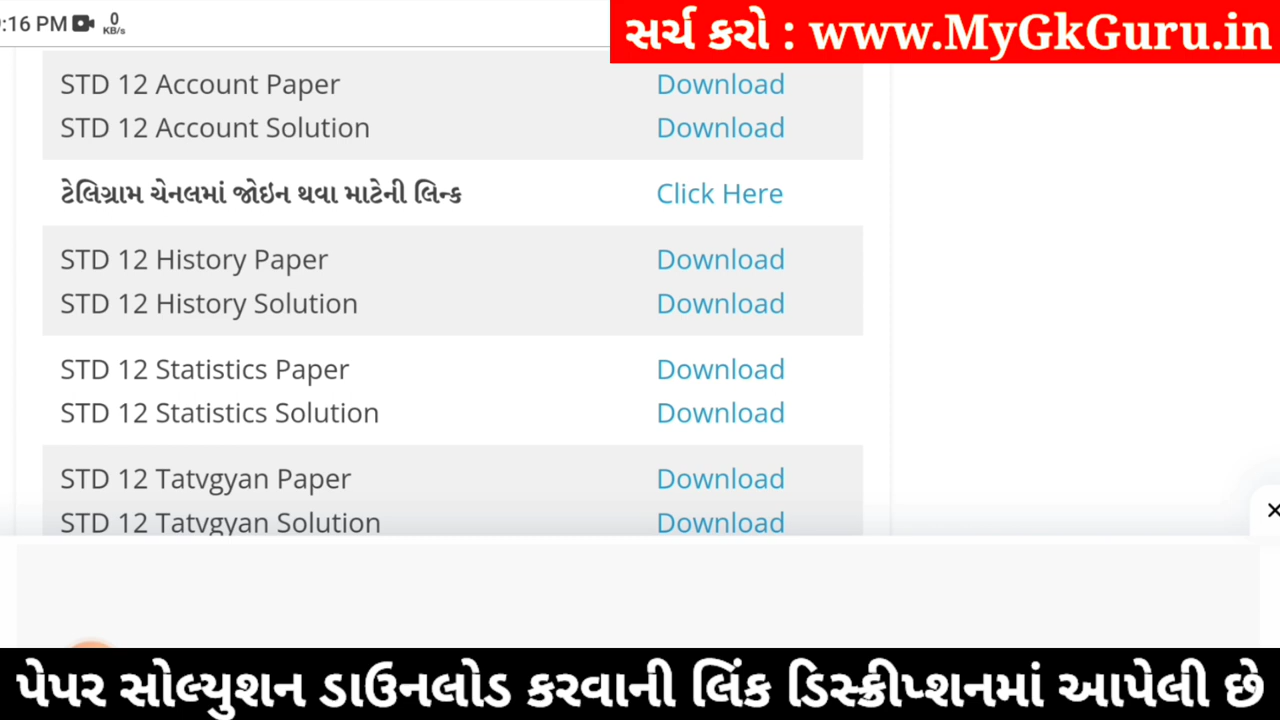 :16 PM 0 KB/s
સર્ચ કરો : www.MyGkGuru.in
STD 12 Account Paper Download
STD 12 Account Solution Download
ટેલિગ્રામ ચેનલમાં જોઇન થવા માટેની લિન્ક Click Here
STD 12 History Paper Download
STD 12 History Solution Download
STD 12 Statistics Paper Download
STD 12 Statistics Solution Download
STD 12 Tatvgyan Paper Download
STD 12 Tatvgyan Solution Download
પેપર સોલ્યુશન ડાઉનલોડ કરવાની લિંક ડિસ્ક્રીપ્શનમાં આપેલી છે